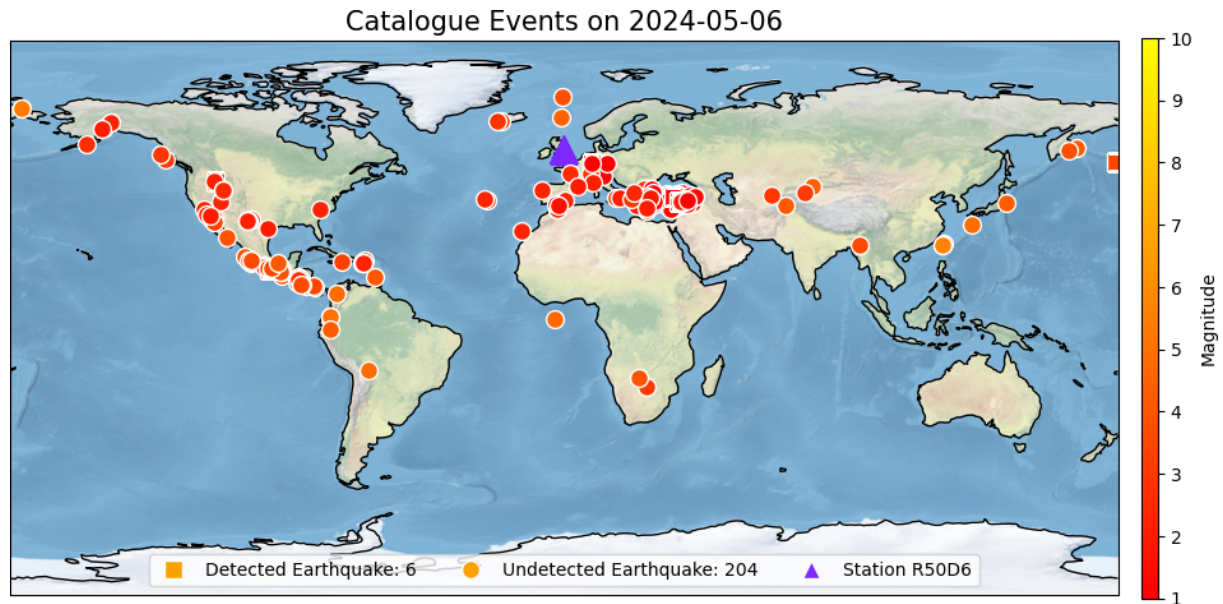 Catalogue Events on 2024-05-06
10
9
8
7
6
5
4
3
2
1
Magnitude
Detected Earthquake: 6
Undetected Earthquake: 204
Station R50D6